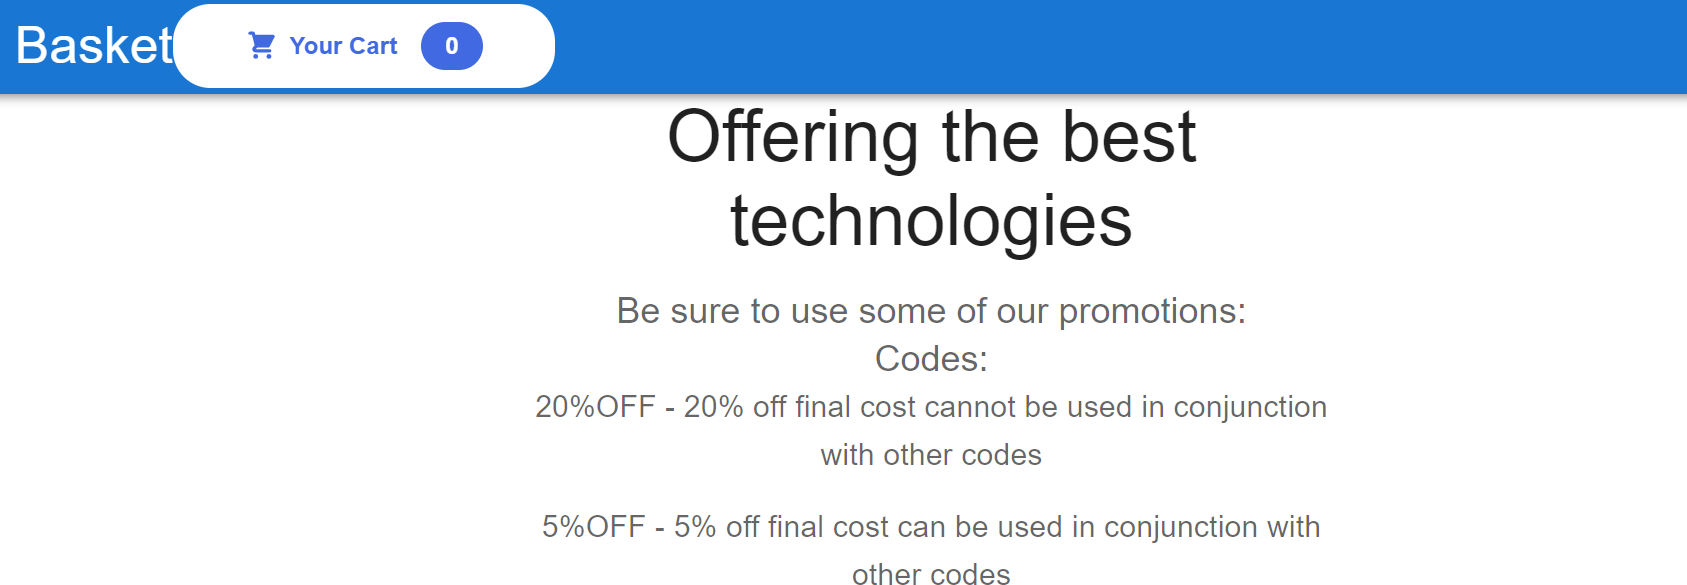 Basket
Your Cart 0
Offering the best
technologies
Be sure to use some of our promotions:
Codes:
20%OFF - 20% off final cost cannot be used in conjunction
with other codes
5%OFF - 5% off final cost can be used in conjunction with
other codes